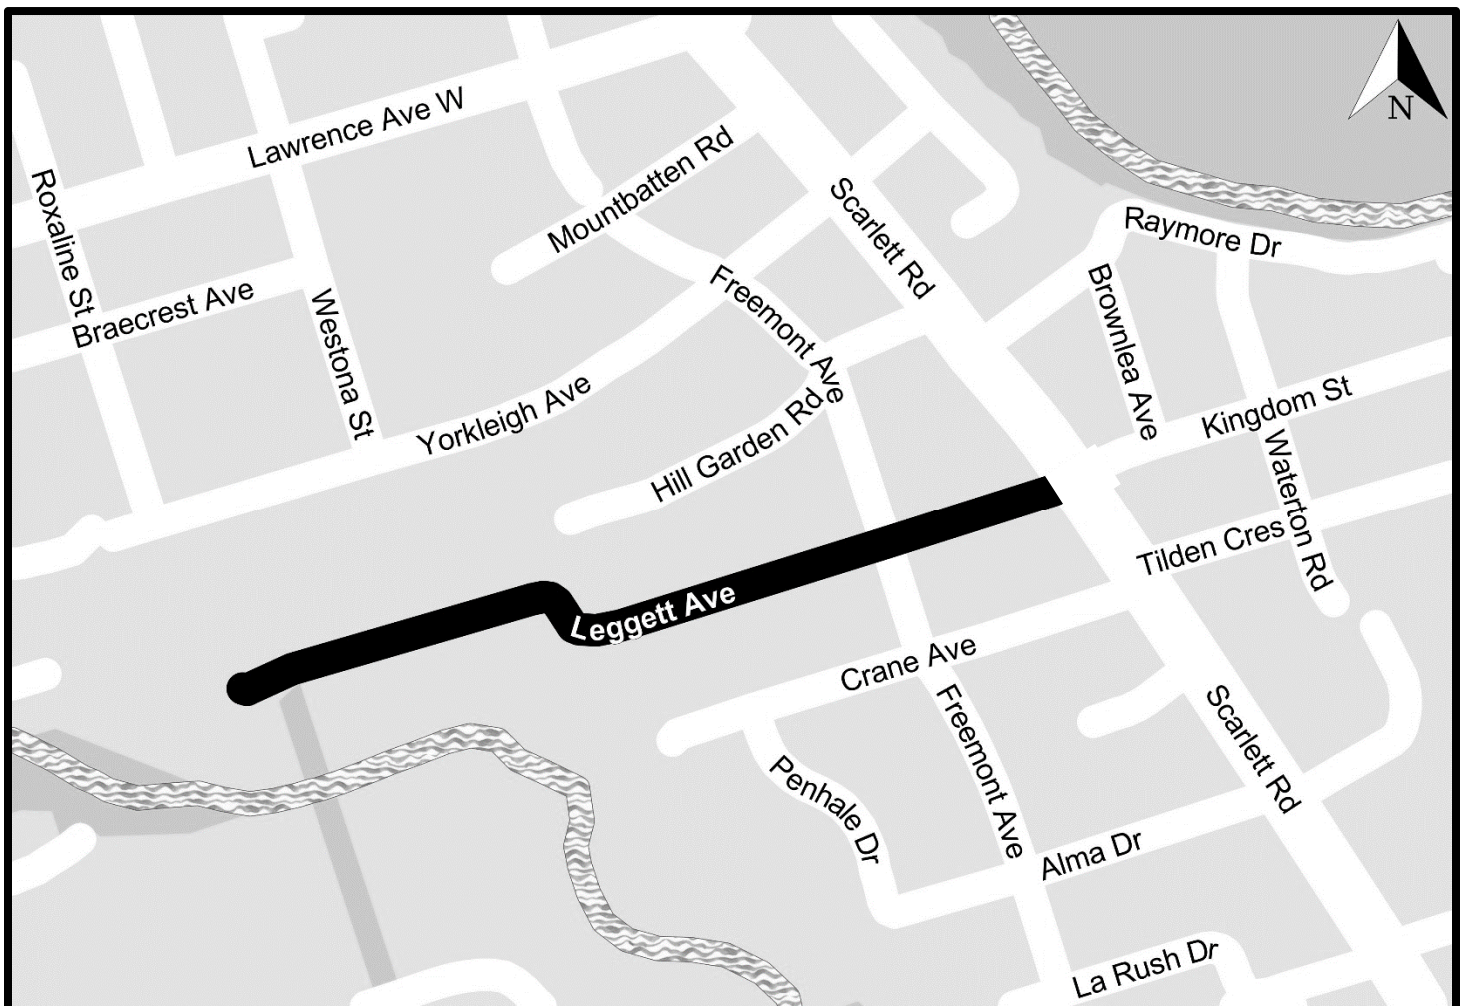 N
Lawrence Ave W
Mountbatten Rd
Roxaline St
Scarlett Rd
Raymore Dr
Braecrest Ave
Westona St
Freemont Ave
Brownlea Ave
Yorkleigh Ave
Hill Garden Rd
Kingdom St
Waterton Rd
Tilden Cres
Leggett Ave
Crane Ave
Freemont Ave
Scarlett Rd
Penhale Dr
Alma Dr
La Rush Dr